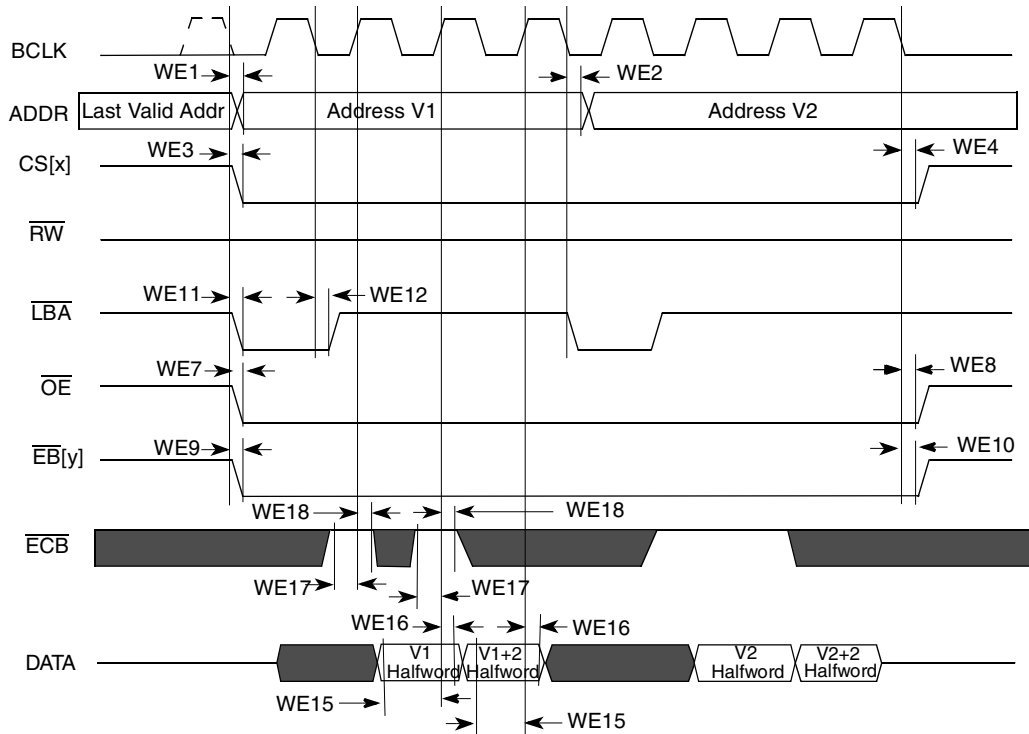 BCLK
WE1
WE2
ADDR
Last Valid Addr
Address V1
Address V2
CS[x]
WE3
WE4
RW
LBA
WE11
WE12
OE
WE7
WE8
EB[y]
WE9
WE10
WE18
WE18
ECB
WE17
WE17
WE16
WE16
DATA
V1
Halfword
V1+2
Halfword
V2
Halfword
V2+2
Halfword
WE15
WE15